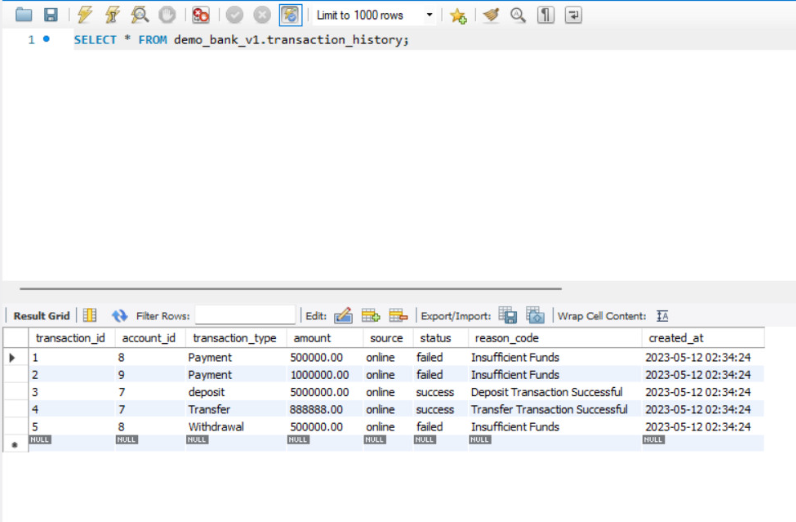 Limit to 1000 rows
1 SELECT * FROM demo_bank_v1.transaction_history;
Result Grid Filter Rows: Edit: Export/Import: Wrap Cell Content:
transaction_id account_id transaction_type amount source status reason_code created_at
1 8 Payment 500000.00 online failed Insufficient Funds 2023-05-12 02:34:24
2 9 Payment 1000000.00 online failed Insufficient Funds 2023-05-12 02:34:24
3 7 deposit 5000000.00 online success Deposit Transaction Successful 2023-05-12 02:34:24
4 7 Transfer 888888.00 online success Transfer Transaction Successful 2023-05-12 02:34:24
5 8 Withdrawal 500000.00 online failed Insufficient Funds 2023-05-12 02:34:24
NULL NULL NULL NULL NULL NULL NULL NULL